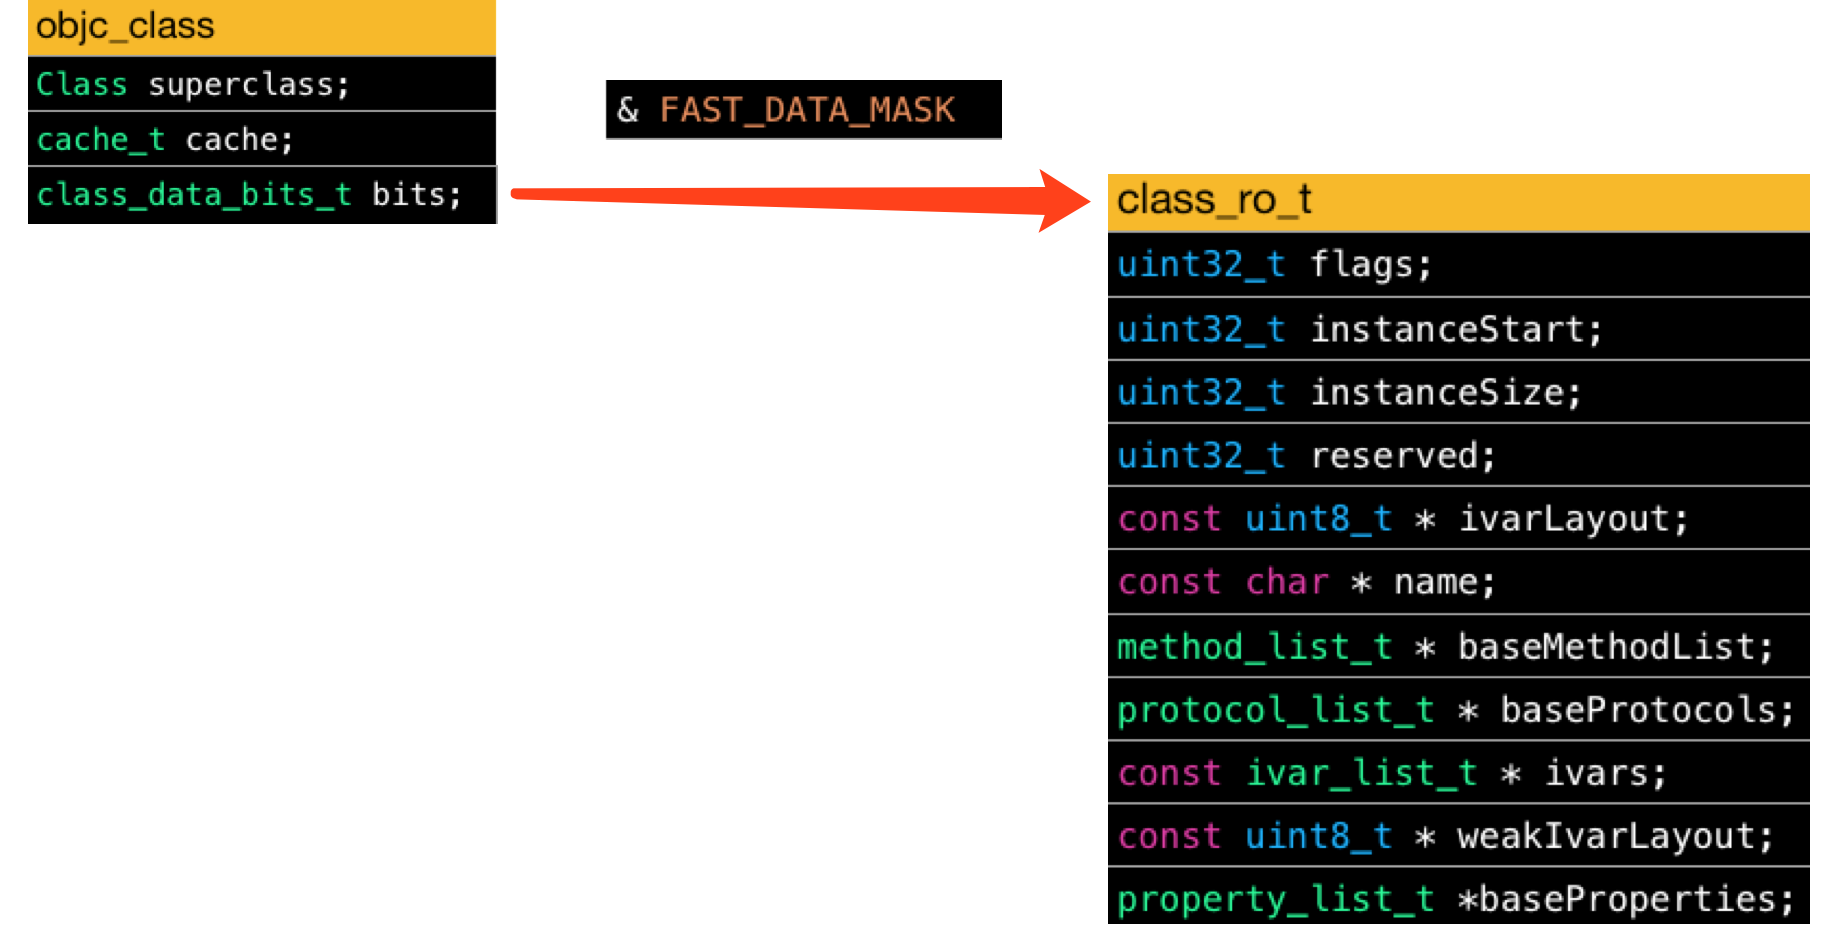 objc_class
Class superclass;
cache_t cache;
class_data_bits_t bits;
& FAST_DATA_MASK
class_ro_t
uint32_t flags;
uint32_t instanceStart;
uint32_t instanceSize;
uint32_t reserved;
const uint8_t * ivarLayout;
const char * name;
method_list_t * baseMethodList;
protocol_list_t * baseProtocols;
const ivar_list_t * ivars;
const uint8_t * weakIvarLayout;
property_list_t *baseProperties;